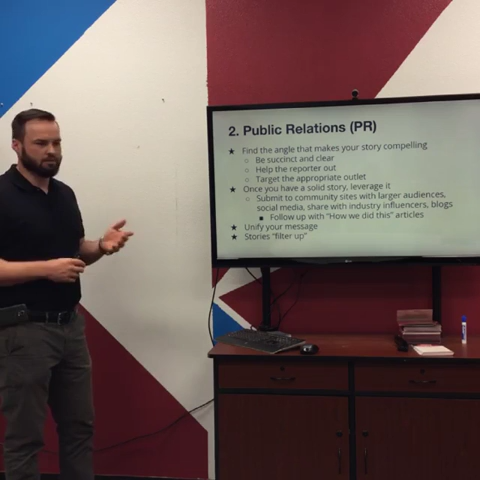 2. Public Relations (PR)
★ Find the angle that makes your story compelling
○ Be succinct and clear
○ Help the reporter out
○ Target the appropriate outlet
★ Once you have a solid story, leverage it
○ Submit to community sites with larger audiences,
social media, share with industry influencers, blogs
■ Follow up with "How we did this" articles
★ Unify your message
★ Stories "filter up"